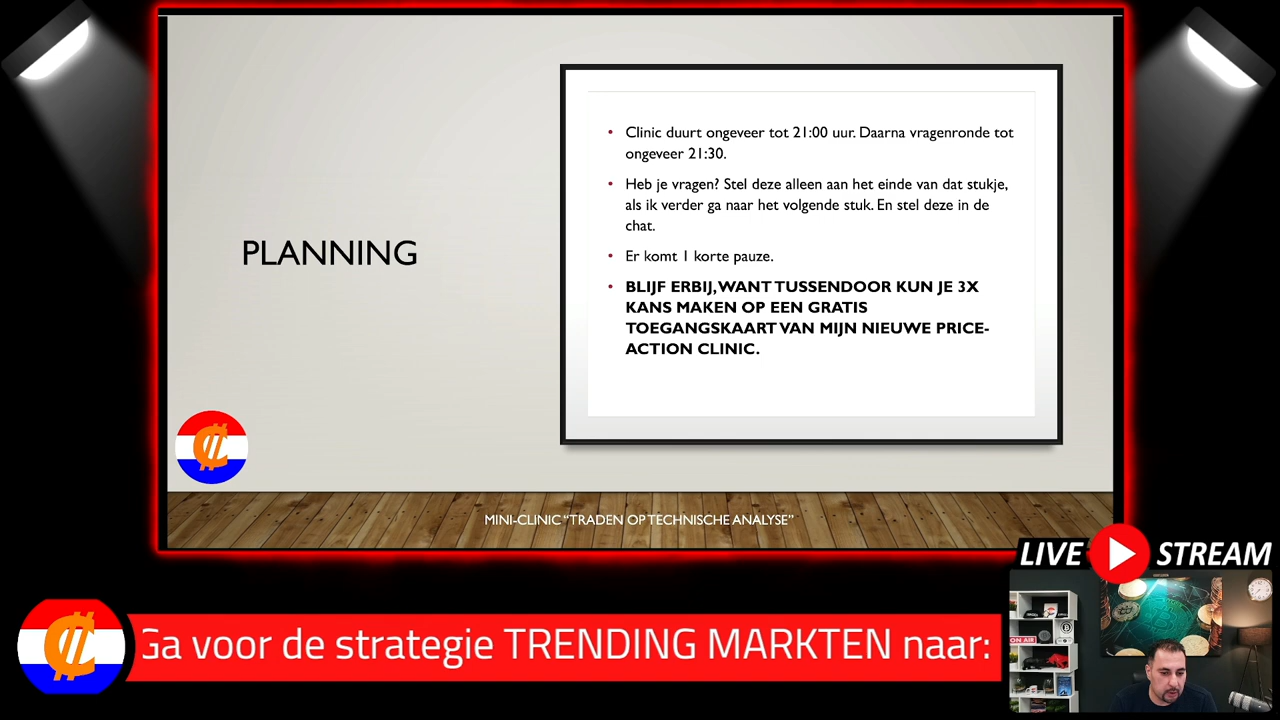 PLANNING
• Clinic duurt ongeveer tot 21:00 uur. Daarna vragenronde tot
ongeveer 21:30.
• Heb je vragen? Stel deze alleen aan het einde van dat stukje,
als ik verder ga naar het volgende stuk. En stel deze in de
chat.
• Er komt 1 korte pauze.
• BLIJF ERBIJ, WANT TUSSENDOOR KUN JE 3X
KANS MAKEN OP EEN GRATIS
TOEGANGSKAART VAN MIJN NIEUWE PRICE-
ACTION CLINIC.
MINI-CLINIC “TRADEN OP TECHNISCHE ANALYSE”
LIVE STREAM
ON AIR
Ga voor de strategie TRENDING MARKTEN naar: